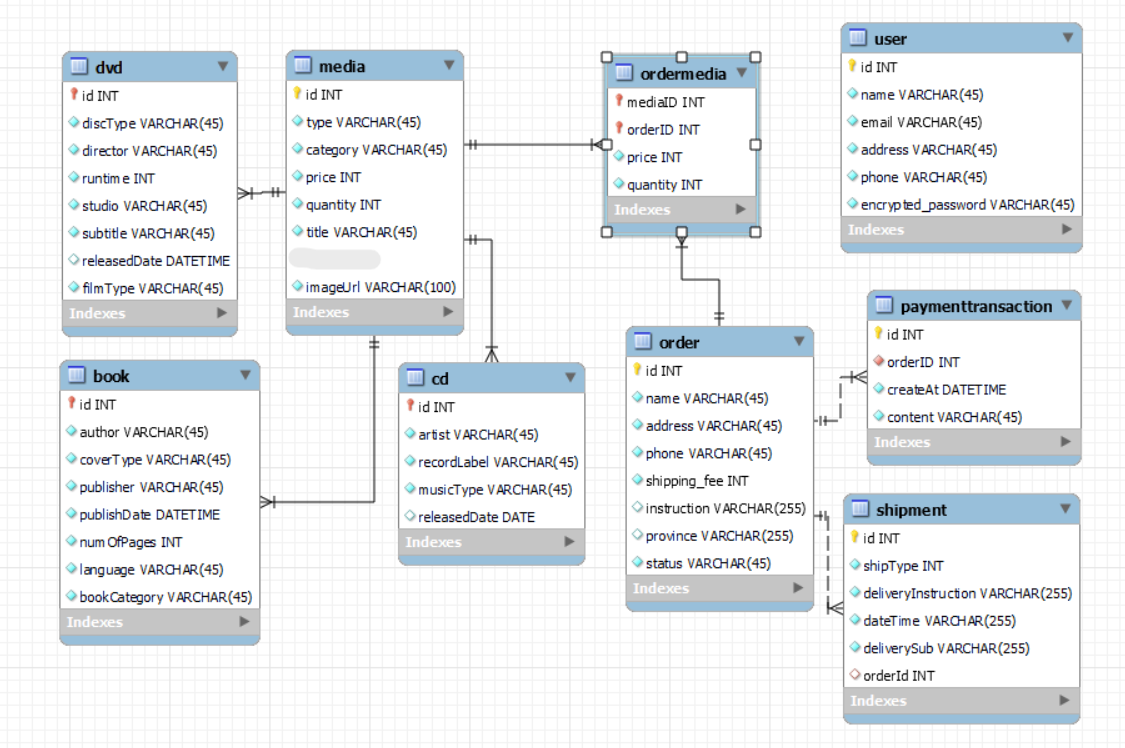 dvd
id INT
discType VARCHAR(45)
director VARCHAR(45)
runtime INT
studio VARCHAR(45)
subtitle VARCHAR(45)
releasedDate DATETIME
filmType VARCHAR(45)
Indexes
media
id INT
type VARCHAR(45)
category VARCHAR(45)
price INT
quantity INT
title VARCHAR(45)
imageUrl VARCHAR(100)
Indexes
ordermedia
mediaID INT
orderID INT
price INT
quantity INT
Indexes
user
id INT
name VARCHAR(45)
email VARCHAR(45)
address VARCHAR(45)
phone VARCHAR(45)
encrypted_password VARCHAR(45)
Indexes
book
id INT
author VARCHAR(45)
coverType VARCHAR(45)
publisher VARCHAR(45)
publishDate DATETIME
numOfPages INT
language VARCHAR(45)
bookCategory VARCHAR(45)
Indexes
cd
id INT
artist VARCHAR(45)
recordLabel VARCHAR(45)
musicType VARCHAR(45)
releasedDate DATE
Indexes
order
id INT
name VARCHAR(45)
address VARCHAR(45)
phone VARCHAR(45)
shipping_fee INT
instruction VARCHAR(255)
province VARCHAR(255)
status VARCHAR(45)
Indexes
paymenttransaction
id INT
orderID INT
createAt DATETIME
content VARCHAR(45)
Indexes
shipment
id INT
shipType INT
deliveryInstruction VARCHAR(255)
dateTime VARCHAR(255)
deliverySub VARCHAR(255)
orderId INT
Indexes